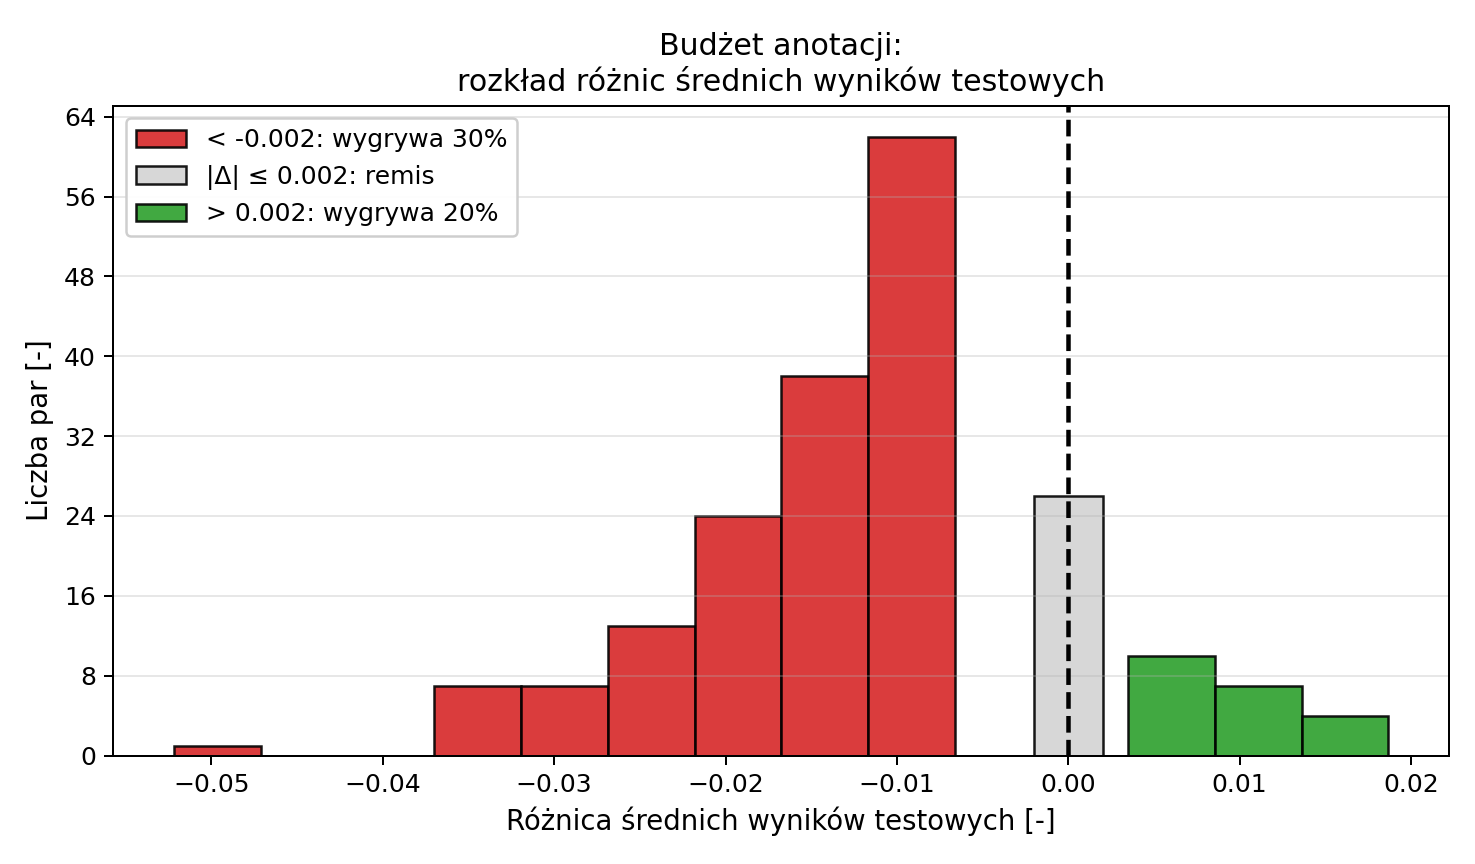 Budżet anotacji:
rozkład różnic średnich wyników testowych
< -0.002: wygrywa 30%
|Δ| ≤ 0.002: remis
> 0.002: wygrywa 20%
Liczba par [-]
64
56
48
40
32
24
16
8
0
−0.05
−0.04
−0.03
−0.02
−0.01
0.00
0.01
0.02
Różnica średnich wyników testowych [-]